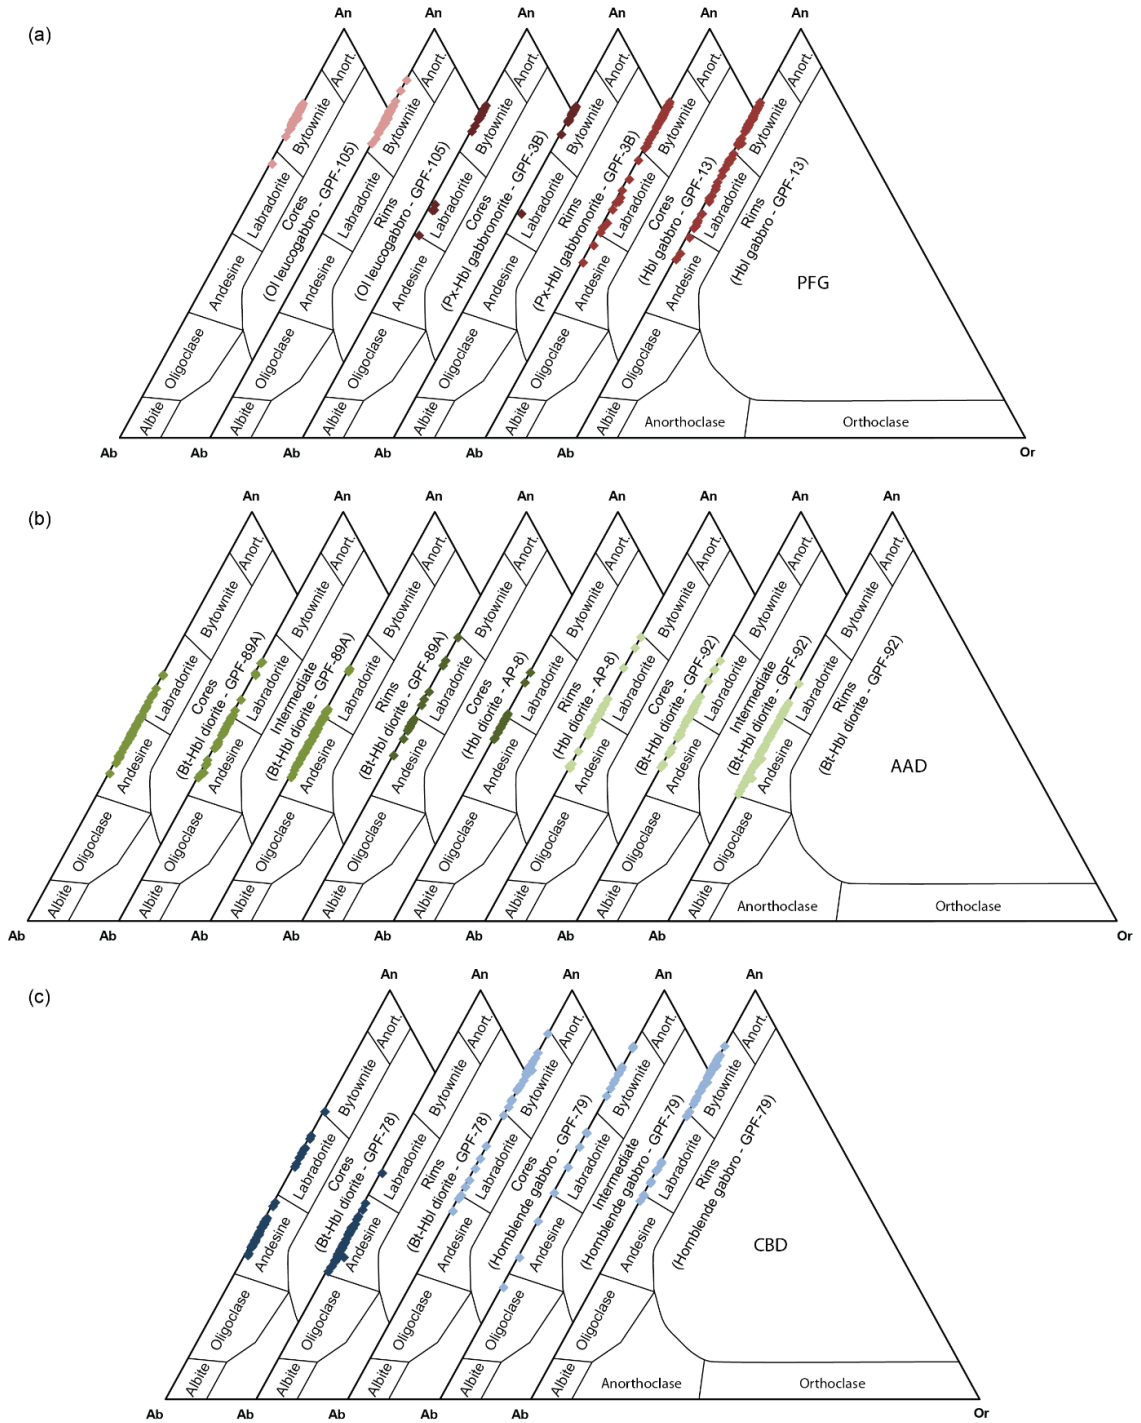 (a)
An An An An An An
Anort. Anort. Anort. Anort. Anort. Anort.
Bytownite Bytownite Bytownite Bytownite Bytownite Bytownite
Labradorite Labradorite Labradorite Labradorite Labradorite Labradorite
Andesine Andesine Andesine Andesine Andesine Andesine
Oligoclase Oligoclase Oligoclase Oligoclase Oligoclase Oligoclase
Albite Albite Albite Albite Albite Albite
Cores
(Ol leucogabbro - GPF-105)
Rims
(Ol leucogabbro - GPF-105)
Cores
(Px-Hbl gabbronorite - GPF-3B)
Rims
(Px-Hbl gabbronorite - GPF-3B)
Cores
(Hbl gabbro - GPF-13)
Rims
(Hbl gabbro - GPF-13)
PFG
Anorthoclase Orthoclase
Ab Ab Ab Ab Ab Ab Or
(b)
An An An An An An An An
Anort. Anort. Anort. Anort. Anort. Anort. Anort. Anort.
Bytownite Bytownite Bytownite Bytownite Bytownite Bytownite Bytownite Bytownite
Labradorite Labradorite Labradorite Labradorite Labradorite Labradorite Labradorite Labradorite
Andesine Andesine Andesine Andesine Andesine Andesine Andesine Andesine
Oligoclase Oligoclase Oligoclase Oligoclase Oligoclase Oligoclase Oligoclase Oligoclase
Albite Albite Albite Albite Albite Albite Albite Albite
Cores
(Bt-Hbl diorite - GPF-89A)
Intermediate
(Bt-Hbl diorite - GPF-89A)
Rims
(Bt-Hbl diorite - GPF-89A)
Cores
(Hbl diorite - AP-8)
Rims
(Hbl diorite - AP-8)
Cores
(Bt-Hbl diorite - GPF-92)
Intermediate
(Bt-Hbl diorite - GPF-92)
Rims
(Bt-Hbl diorite - GPF-92)
AAD
Anorthoclase Orthoclase
Ab Ab Ab Ab Ab Ab Ab Ab Or
(c)
An An An An An
Anort. Anort. Anort. Anort. Anort.
Bytownite Bytownite Bytownite Bytownite Bytownite
Labradorite Labradorite Labradorite Labradorite Labradorite
Andesine Andesine Andesine Andesine Andesine
Oligoclase Oligoclase Oligoclase Oligoclase Oligoclase
Albite Albite Albite Albite Albite
Cores
(Bt-Hbl diorite - GPF-78)
Rims
(Bt-Hbl diorite - GPF-78)
Cores
(Hornblende gabbro - GPF-79)
Intermediate
(Hornblende gabbro - GPF-79)
Rims
(Hornblende gabbro - GPF-79)
CBD
Anorthoclase Orthoclase
Ab Ab Ab Ab Ab Or